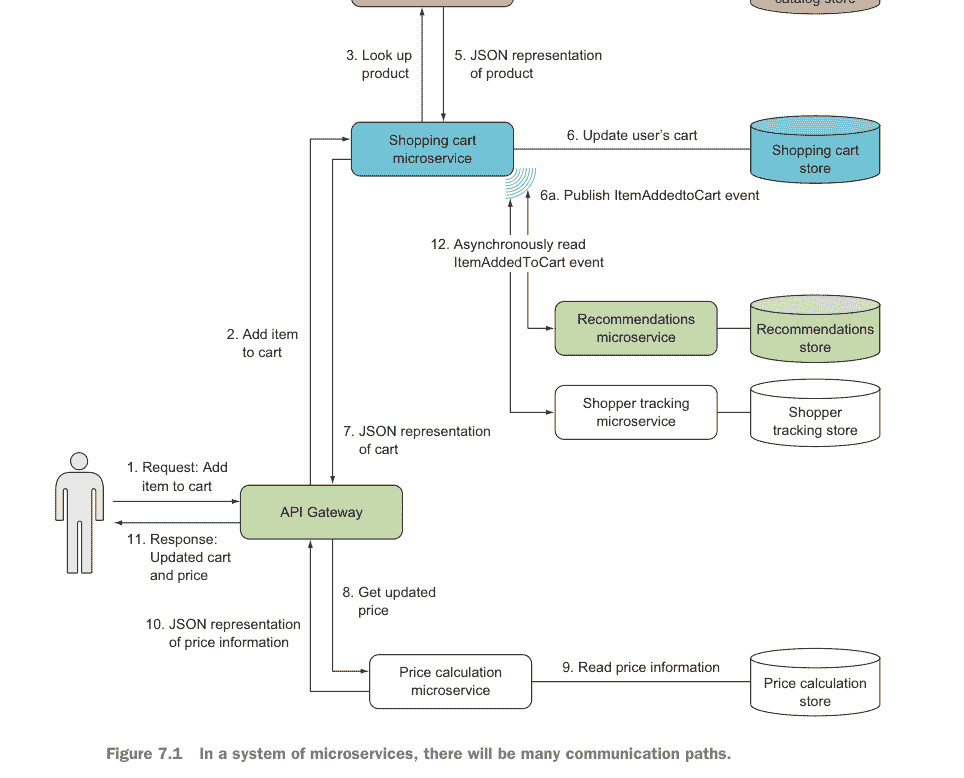 catalog store
3. Look up
product
5. JSON representation
of product
Shopping cart
microservice
6. Update user's cart
Shopping cart
store
6a. Publish ItemAddedtoCart event
12. Asynchronously read
ItemAddedToCart event
Recommendations
microservice
Recommendations
store
2. Add item
to cart
Shopper tracking
microservice
Shopper
tracking store
7. JSON representation
of cart
1. Request: Add
item to cart
API Gateway
11. Response:
Updated cart
and price
8. Get updated
price
10. JSON representation
of price information
Price calculation
microservice
9. Read price information
Price calculation
store
Figure 7.1 In a system of microservices, there will be many communication paths.